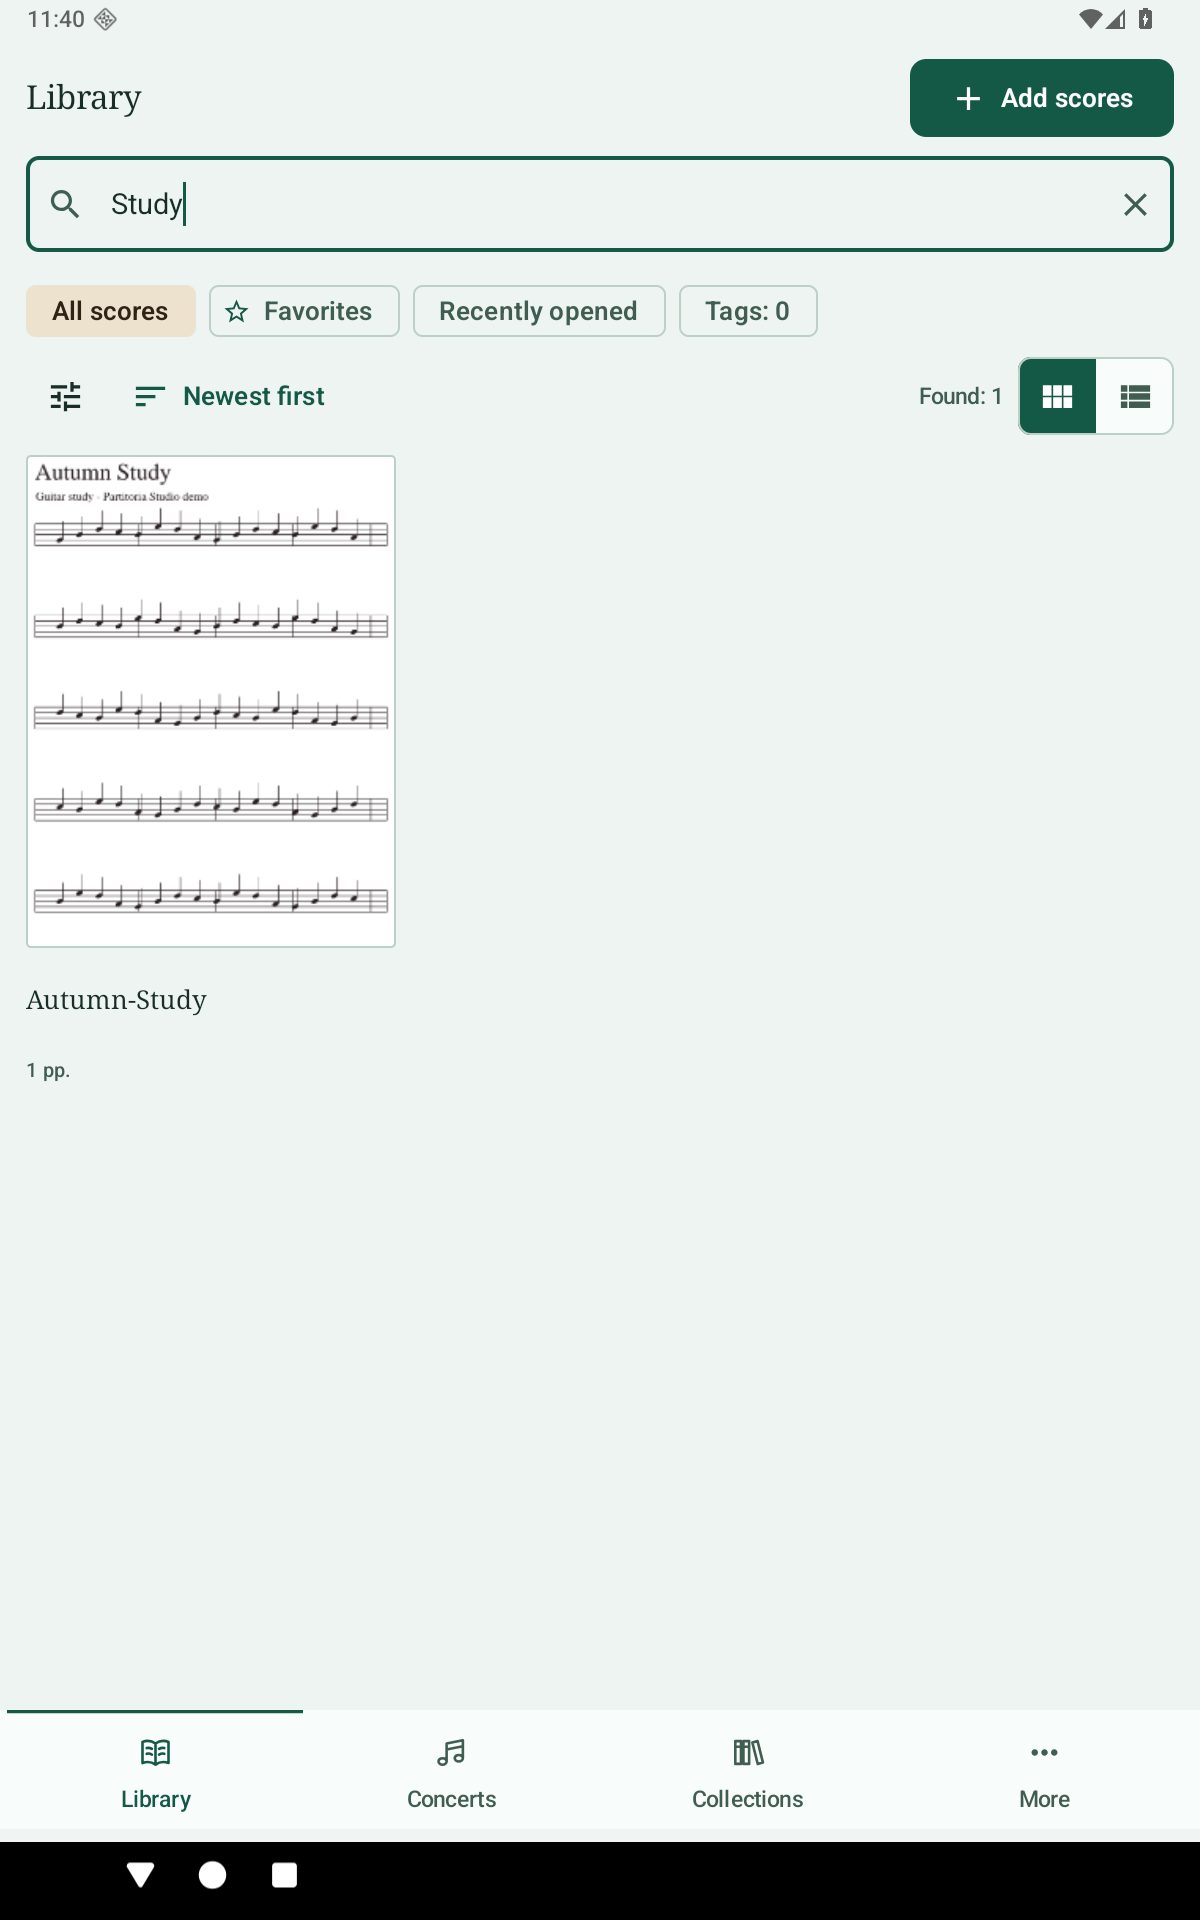 11:40
Library
Add scores
Study
All scores
Favorites
Recently opened
Tags: 0
Newest first
Found: 1
Autumn Study
Guitar study - Partitoria Studio demo
Autumn-Study
1 pp.
Library
Concerts
Collections
More